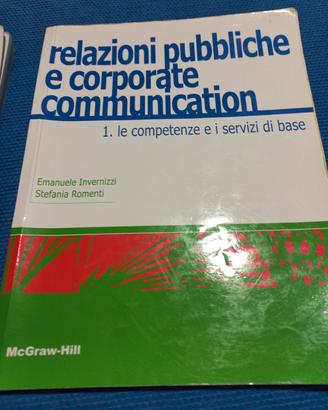 relazioni pubbliche
e corporate
communication
1. le competenze e i servizi di base
Emanuele Invernizzi
Stefania Romenti
McGraw-Hill